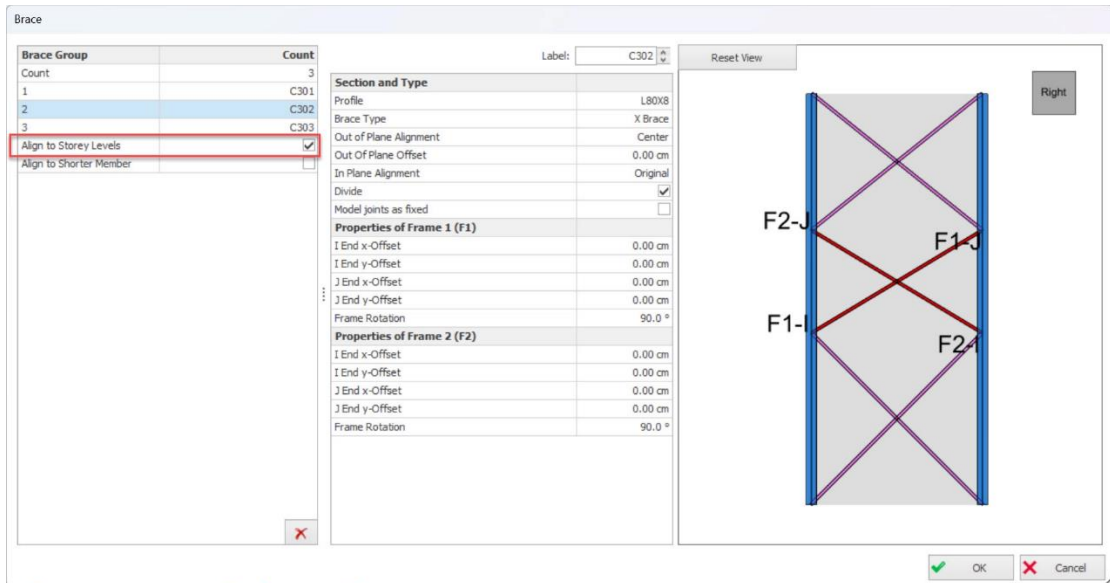 Brace
Brace Group Count
Count 3
1 C301
2 C302
3 C303
Align to Storey Levels
Align to Shorter Member
Label: C302
Section and Type
Profile L80X8
Brace Type X Brace
Out of Plane Alignment Center
Out Of Plane Offset 0.00 cm
In Plane Alignment Original
Divide
Model joints as fixed
Properties of Frame 1 (F1)
I End x-Offset 0.00 cm
I End y-Offset 0.00 cm
J End x-Offset 0.00 cm
J End y-Offset 0.00 cm
Frame Rotation 90.0 °
Properties of Frame 2 (F2)
I End x-Offset 0.00 cm
I End y-Offset 0.00 cm
J End x-Offset 0.00 cm
J End y-Offset 0.00 cm
Frame Rotation 90.0 °
Reset View
Right
F2-J
F1-J
F1-I
F2-I
OK Cancel